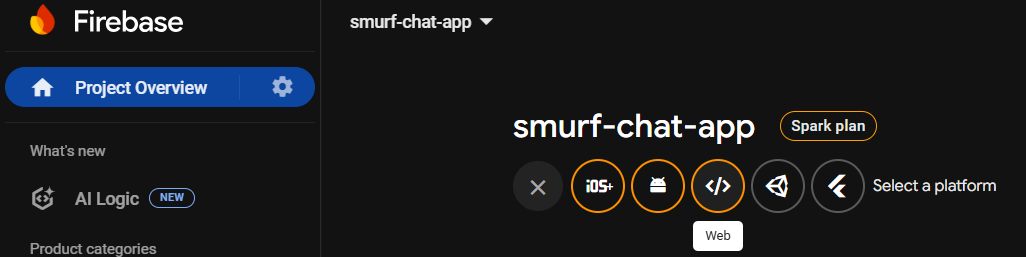 Firebase
smurf-chat-app
Project Overview
What's new
AI Logic NEW
Product categories
smurf-chat-app Spark plan
iOS+ </> Select a platform
Web